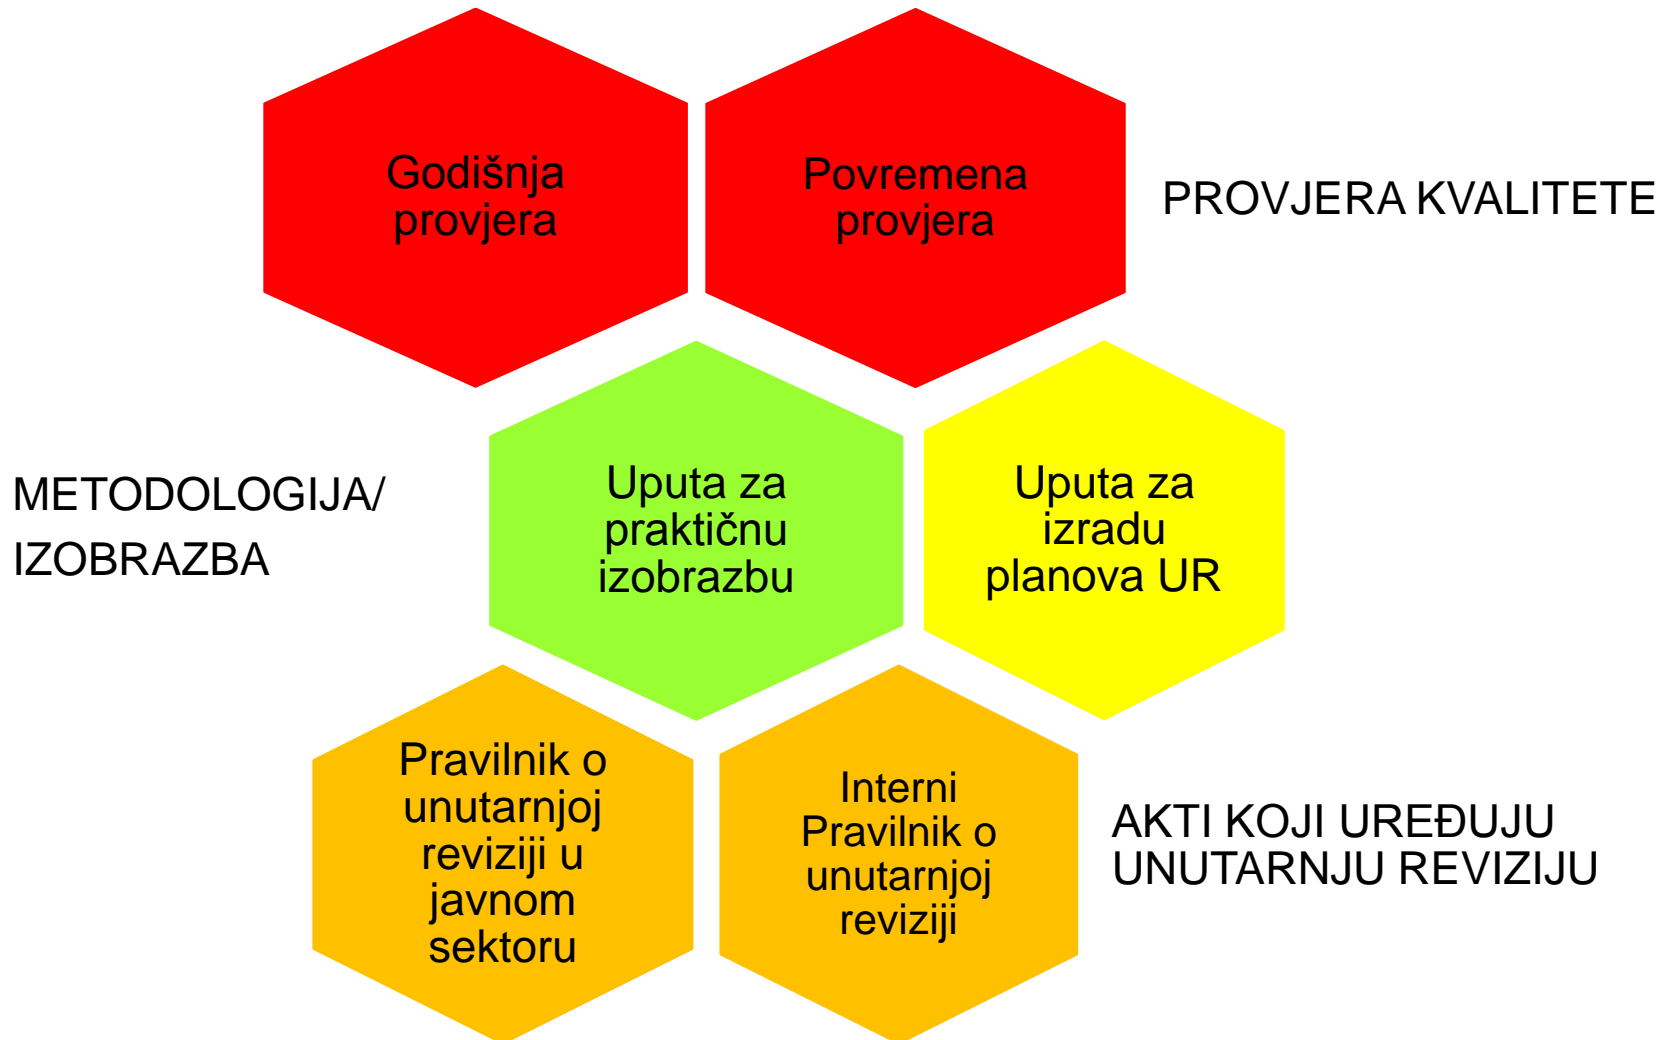 Godišnja
provjera
Povremena
provjera
PROVJERA KVALITETE
METODOLOGIJA/
IZOBRAZBA
Uputa za
praktičnu
izobrazbu
Uputa za
izradu
planova UR
Pravilnik o
unutarnjoj
reviziji u
javnom
sektoru
Interni
Pravilnik o
unutarnjoj
reviziji
AKTI KOJI UREĐUJU
UNUTARNJU REVIZIJU